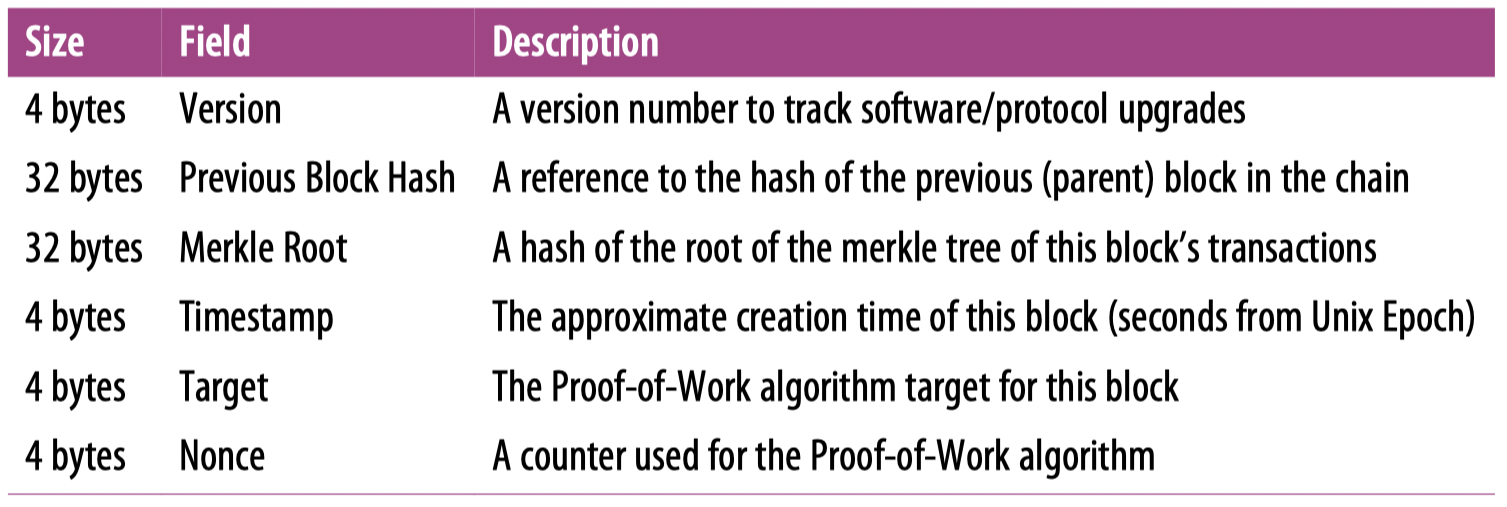 Size Field Description
4 bytes Version A version number to track software/protocol upgrades
32 bytes Previous Block Hash A reference to the hash of the previous (parent) block in the chain
32 bytes Merkle Root A hash of the root of the merkle tree of this block’s transactions
4 bytes Timestamp The approximate creation time of this block (seconds from Unix Epoch)
4 bytes Target The Proof-of-Work algorithm target for this block
4 bytes Nonce A counter used for the Proof-of-Work algorithm